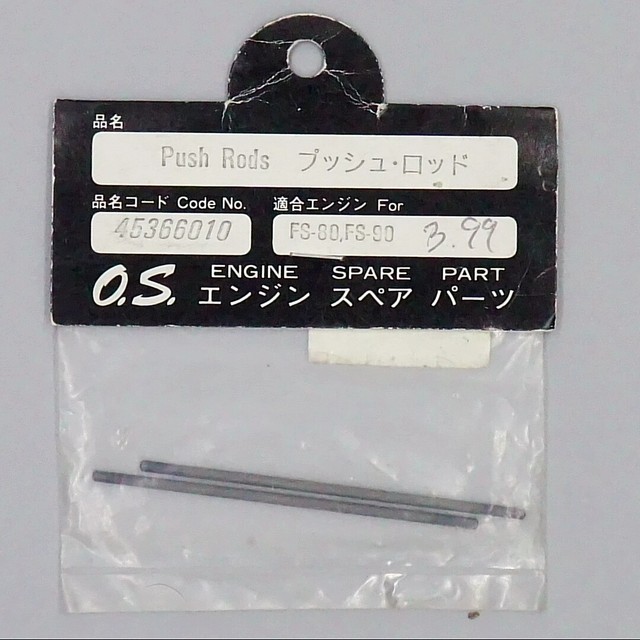 品名
Push Rods プッシュ・ロッド
品名コード Code No. 適合エンジン For
45366010 FS-80,FS-90 3.99
O.S. ENGINE SPARE PART
エンジン スペア パーツ